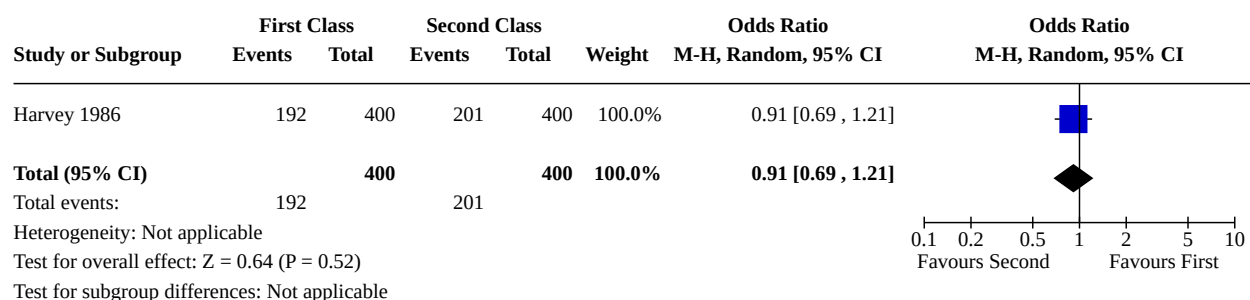 First Class Second Class Odds Ratio Odds Ratio
Study or Subgroup Events Total Events Total Weight M-H, Random, 95% CI M-H, Random, 95% CI
Harvey 1986 192 400 201 400 100.0% 0.91 [0.69 , 1.21]
Total (95% CI) 400 400 100.0% 0.91 [0.69 , 1.21]
Total events: 192 201
Heterogeneity: Not applicable
0.1 0.2 0.5 1 2 5 10
Test for overall effect: Z = 0.64 (P = 0.52) Favours Second Favours First
Test for subgroup differences: Not applicable